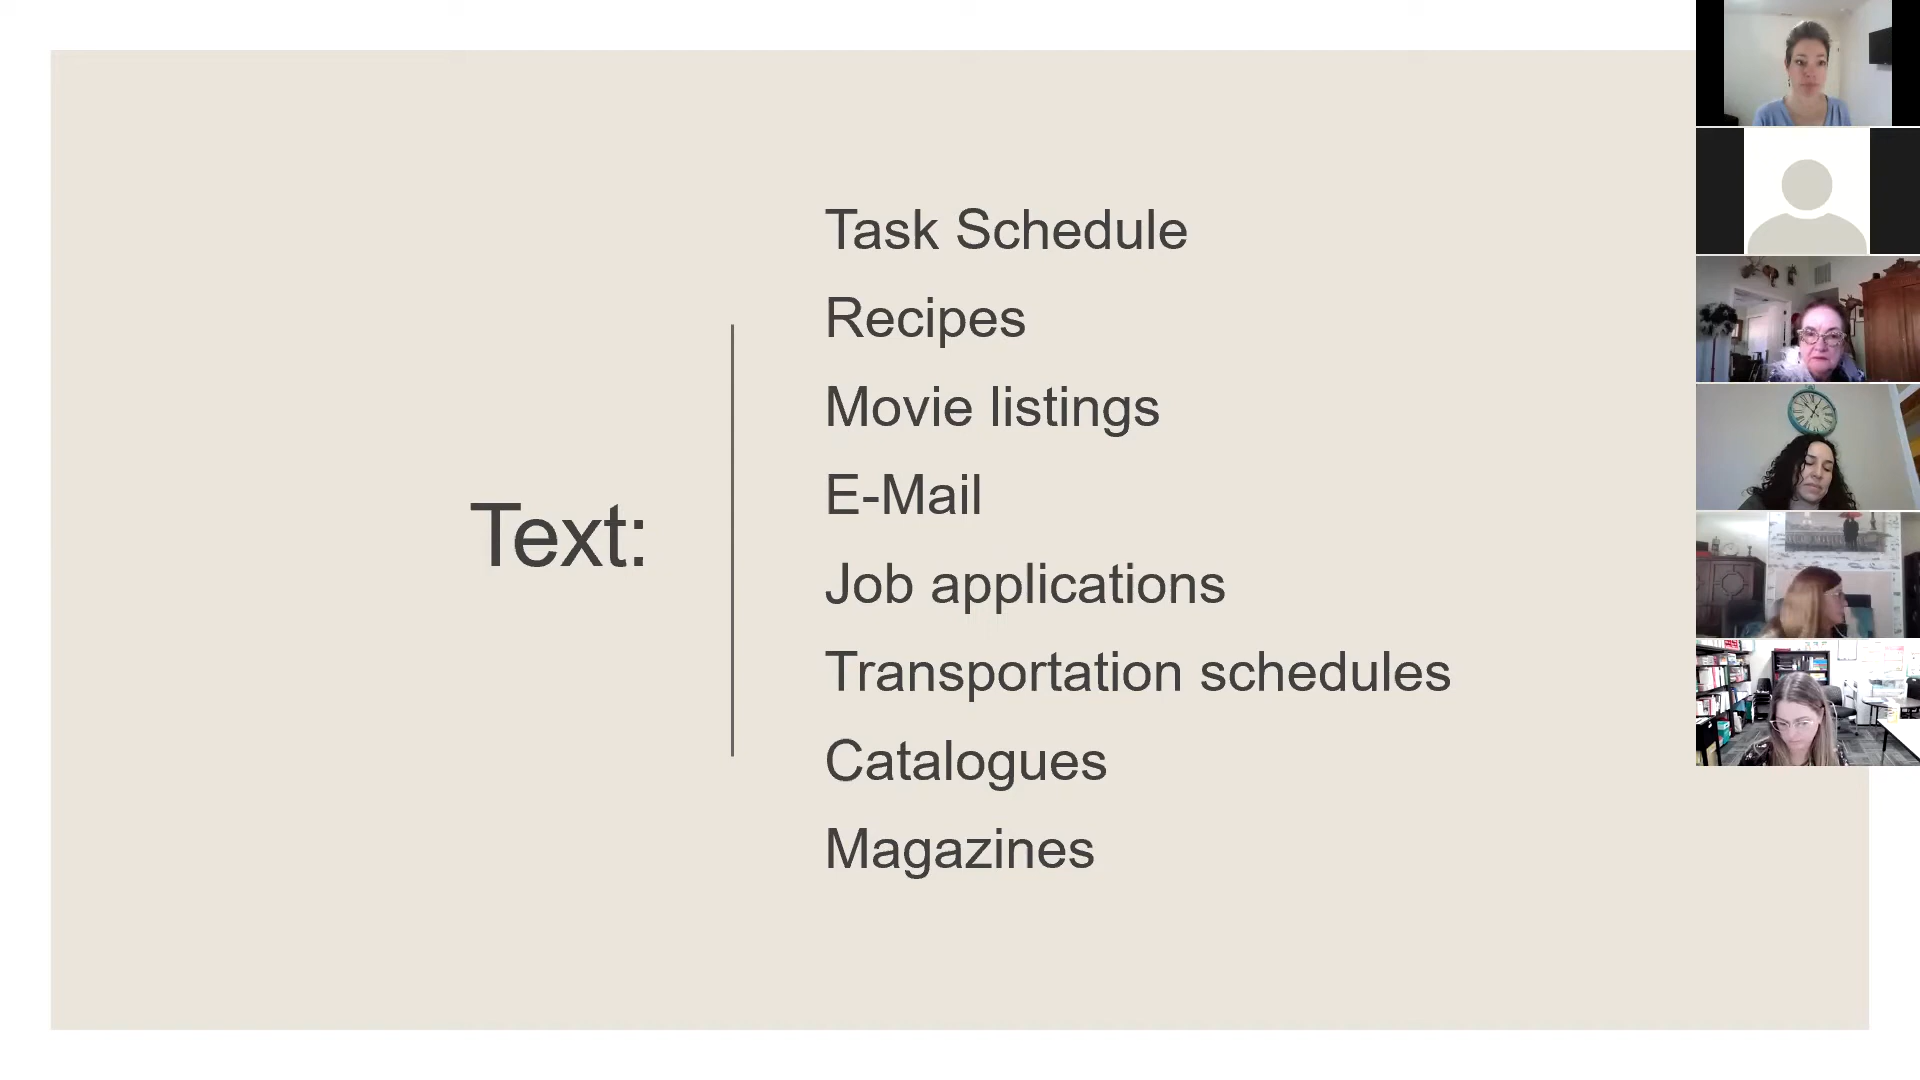 Text:
Task Schedule
Recipes
Movie listings
E-Mail
Job applications
Transportation schedules
Catalogues
Magazines